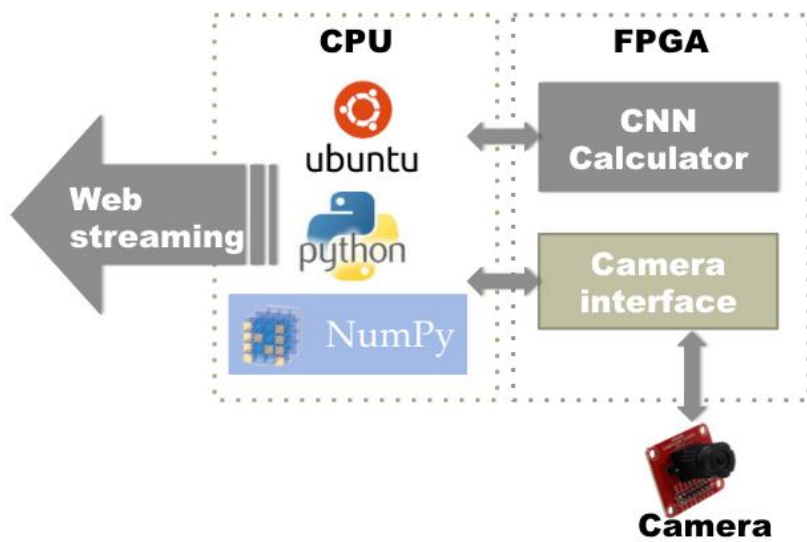 CPU
FPGA
ubuntu
CNN
Calculator
Web
streaming
python
Camera
interface
NumPy
Camera